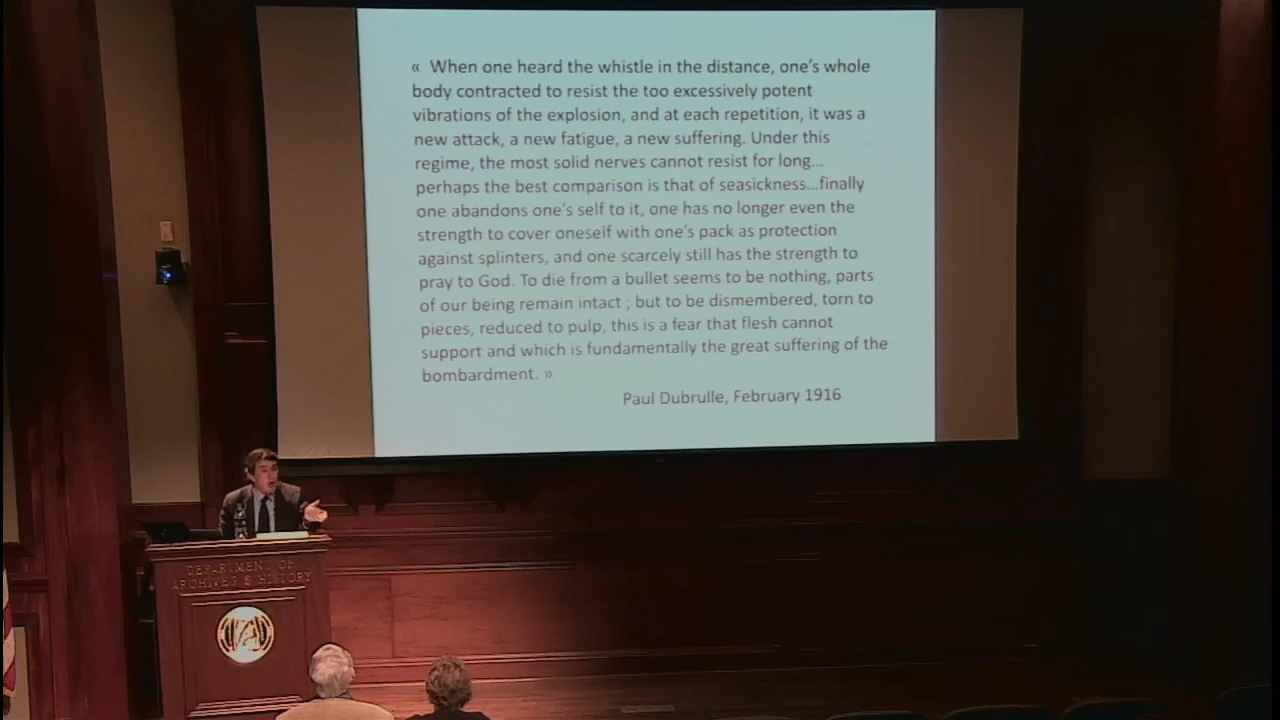 « When one heard the whistle in the distance, one's whole
body contracted to resist the too excessively potent
vibrations of the explosion, and at each repetition, it was a
new attack, a new fatigue, a new suffering. Under this
regime, the most solid nerves cannot resist for long...
perhaps the best comparison is that of seasickness...finally
one abandons one's self to it, one has no longer even the
strength to cover oneself with one's pack as protection
against splinters, and one scarcely still has the strength to
pray to God. To die from a bullet seems to be nothing, parts
of our being remain intact ; but to be dismembered, torn to
pieces, reduced to pulp, this is a fear that flesh cannot
support and which is fundamentally the great suffering of the
bombardment. »
Paul Dubrulle, February 1916
DEPARTMENT OF
ARCHIVES & HISTORY